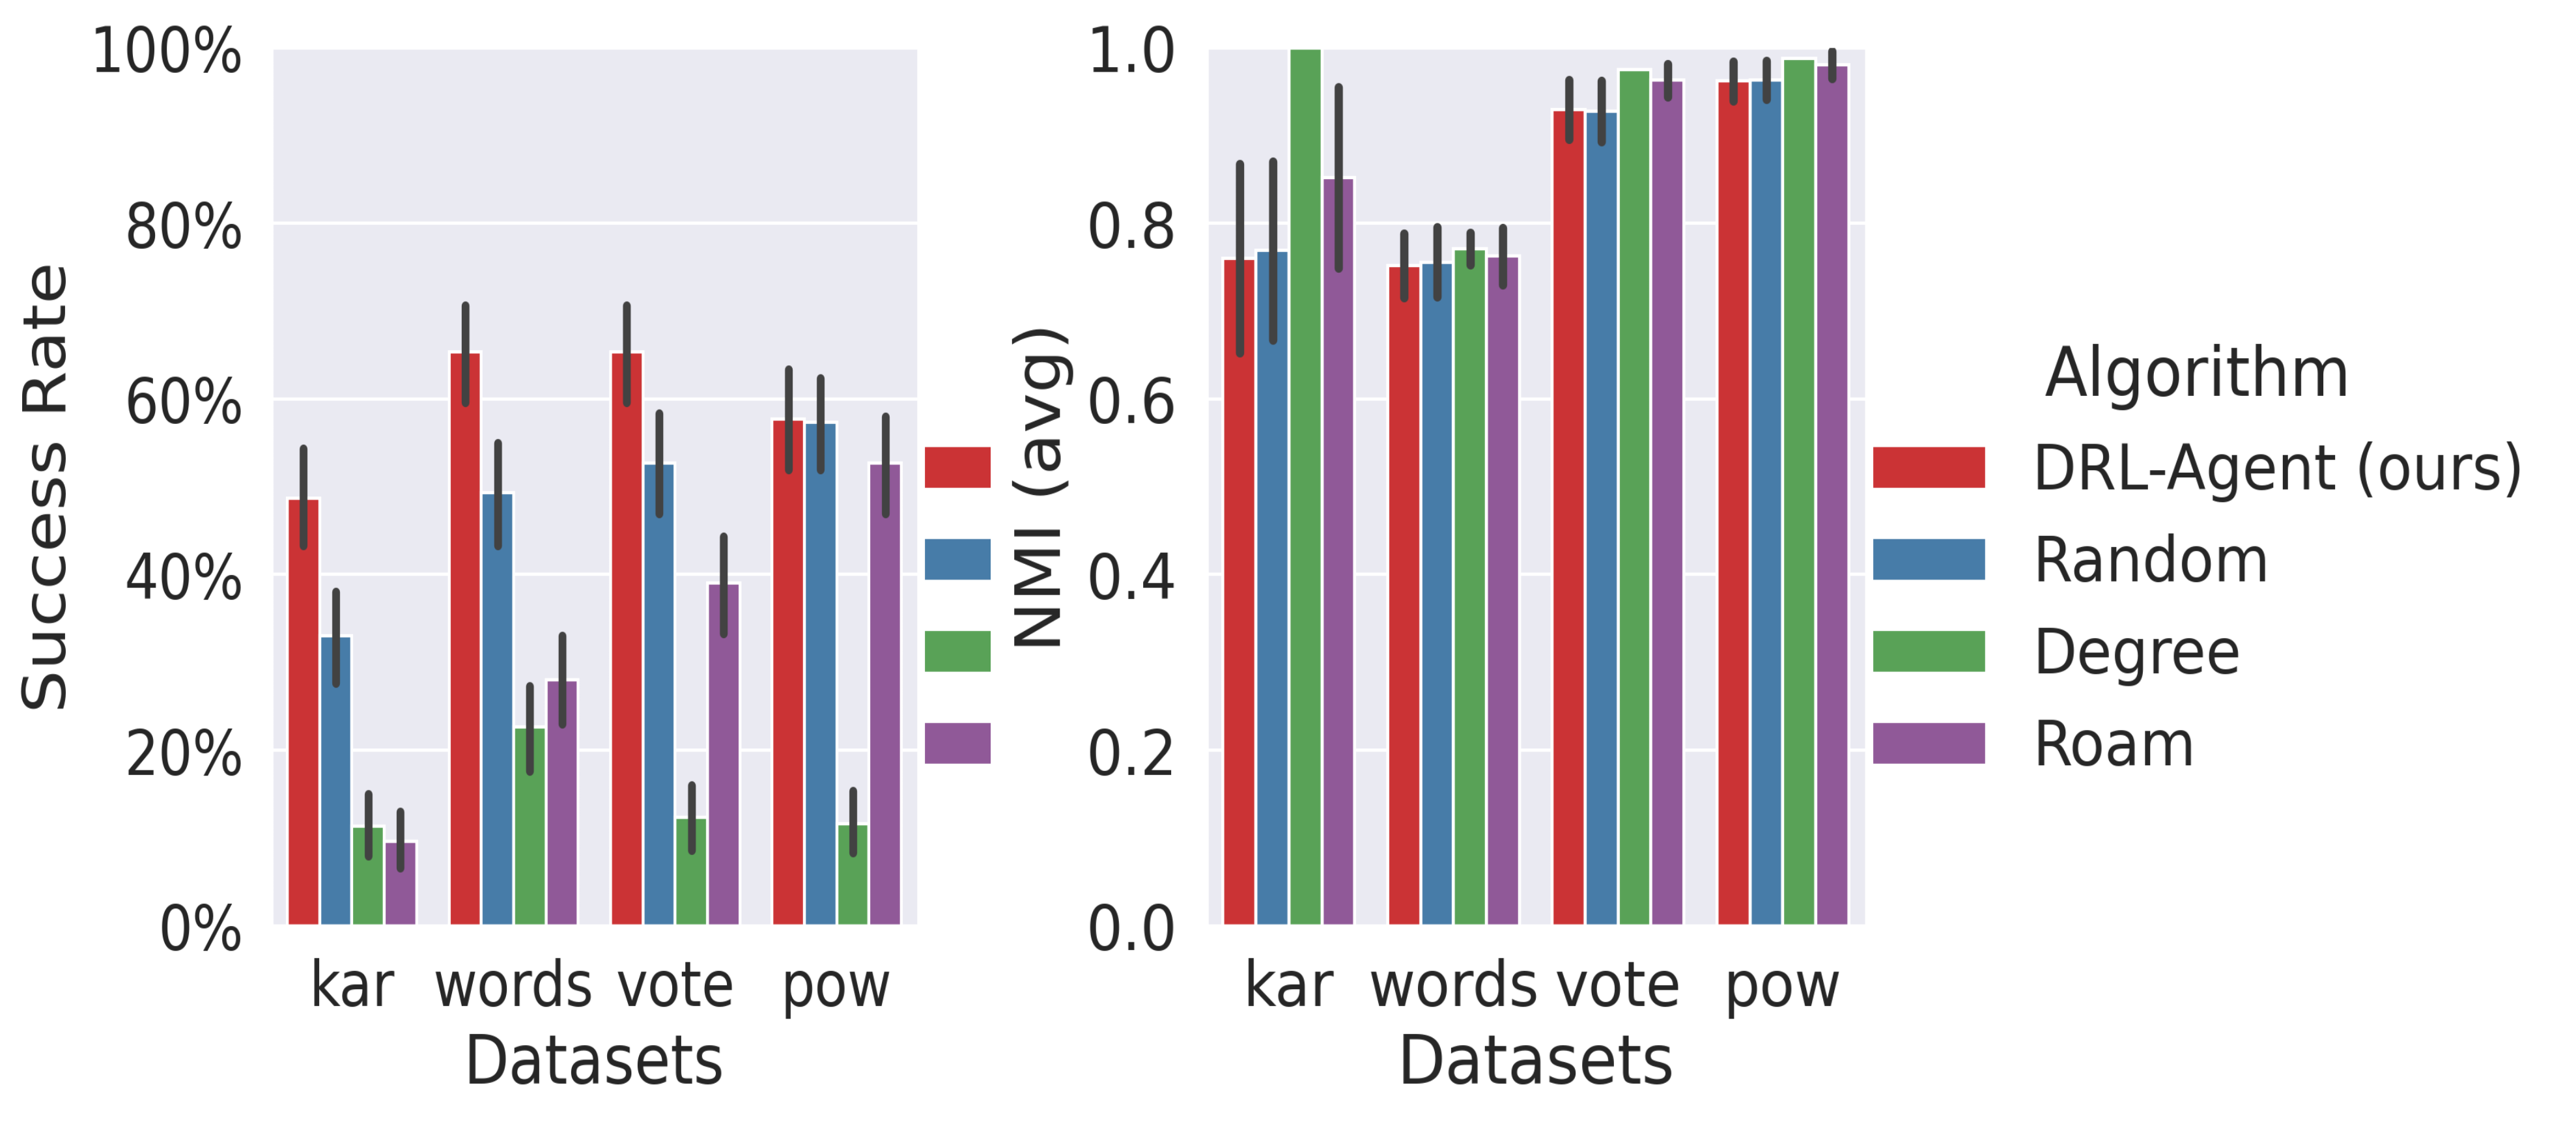 Success Rate
100%
80%
60%
40%
20%
0%
kar words vote pow
Datasets
NMI (avg)
1.0
0.8
0.6
0.4
0.2
0.0
kar words vote pow
Datasets
Algorithm
DRL-Agent (ours)
Random
Degree
Roam